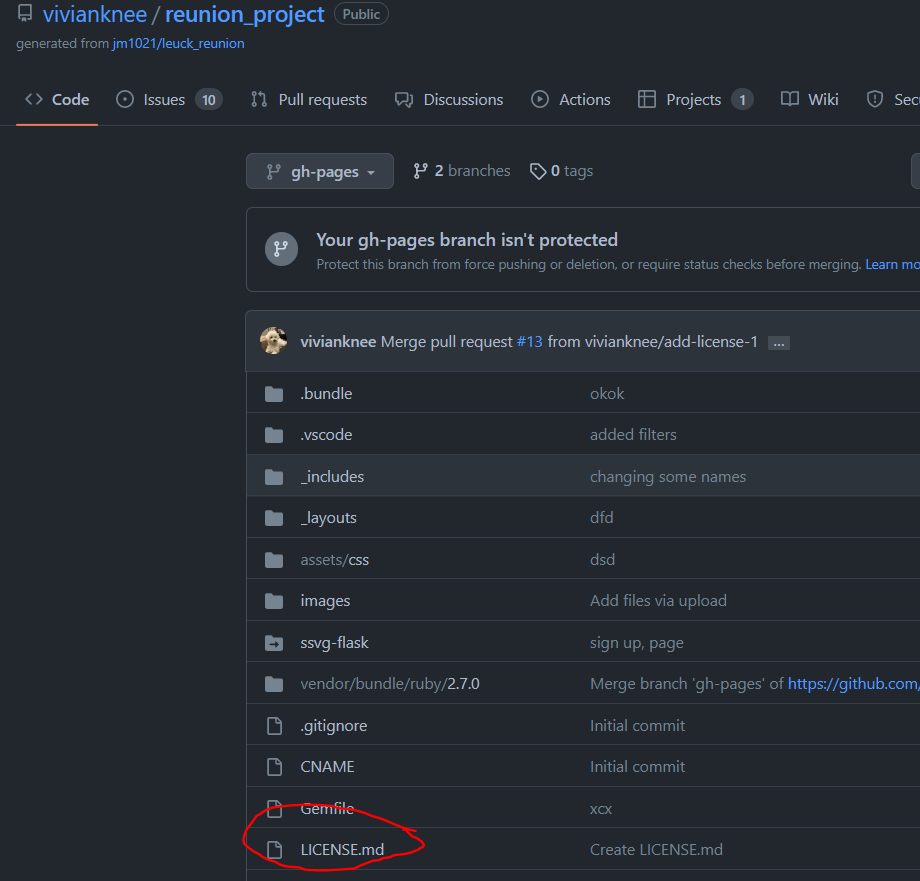 vivianknee / reunion_project Public
generated from jm1021/leuck_reunion
Code Issues 10 Pull requests Discussions Actions Projects 1 Wiki Secu
gh-pages 2 branches 0 tags
Your gh-pages branch isn't protected
Protect this branch from force pushing or deletion, or require status checks before merging. Learn mo
vivianknee Merge pull request #13 from vivianknee/add-license-1 ...
.bundle okok
.vscode added filters
_includes changing some names
_layouts dfd
assets/css dsd
images Add files via upload
ssvg-flask sign up, page
vendor/bundle/ruby/2.7.0 Merge branch 'gh-pages' of https://github.com/
.gitignore Initial commit
CNAME Initial commit
Gemfile xcx
LICENSE.md Create LICENSE.md